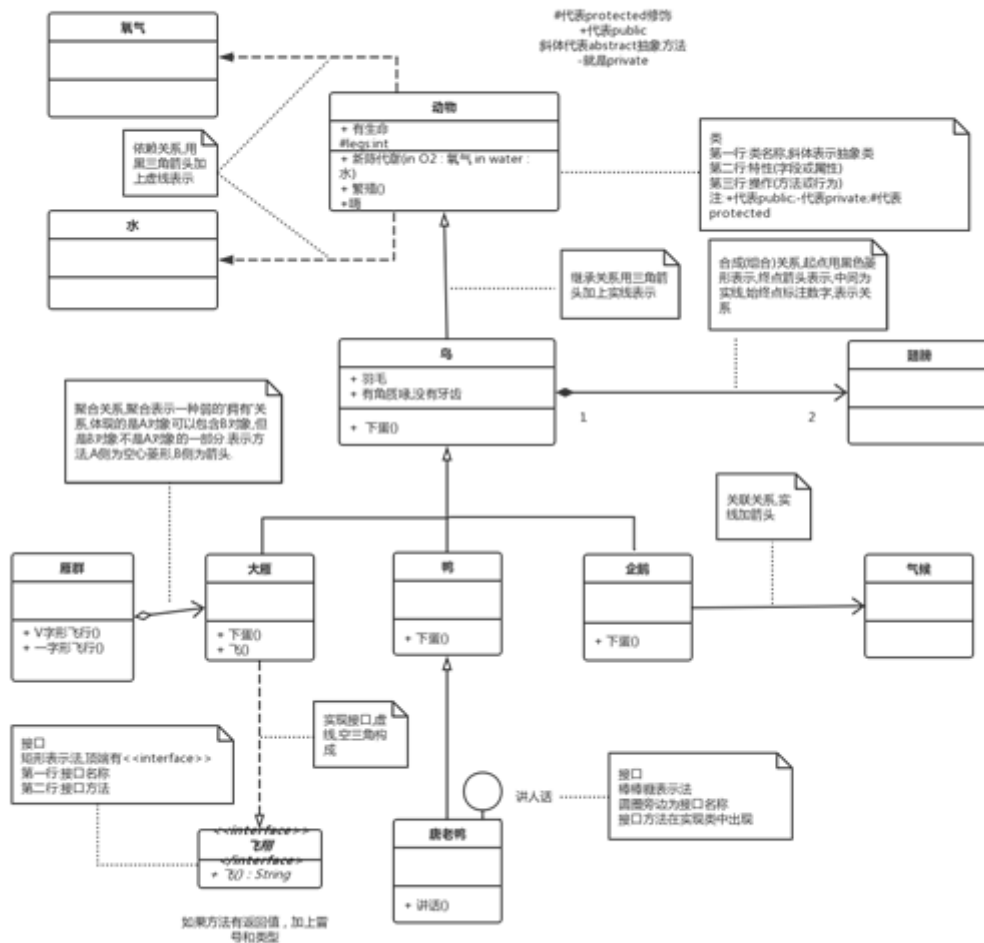 氧气
#代表protected修饰
+代表public
斜体代表abstract抽象方法
-就是private
动物
+ 有生命
#legs:int
+ 新陈代谢(in O2 : 氧气,in water :
水)
+ 繁殖()
依赖关系,用
黑三角箭头加
上虚线表示
类
第一行:类名称,斜体表示抽象类
第二行:特性(字段或属性)
第三行:操作(方法或行为)
注:+代表public;-代表private;#代表
protected
水
继承关系用三角箭
头加上实线表示
合成(组合)关系,起点用黑色菱
形表示,终点箭头表示,中间为
实线,始终点标注数字,表示关
系
鸟
+ 羽毛
+ 有角质喙,没有牙齿
+ 下蛋()
1
2
翅膀
聚合关系,聚合表示一种弱的"拥有"关
系,体现的是A对象可以包含B对象,但
是B对象不是A对象的一部分.表示方
法,A侧为空心菱形,B侧为箭头.
关联关系,实
线加箭头
雁群
+ V字形飞行()
+ 一字形飞行()
大雁
+ 下蛋()
+ 飞()
鸭
+ 下蛋()
企鹅
+ 下蛋()
气候
接口
矩形表示法,顶端有<<interface>>
第一行:接口名称
第二行:接口方法
实现接口,虚
线,空三角构
成
讲人话
接口
棒棒糖表示法
圆圈旁边为接口名称
接口方法在实现类中出现
<<interface>>
飞翔
</interface>
+ 飞() : String
唐老鸭
+ 讲话()
如果方法有返回值，加上冒
号和类型